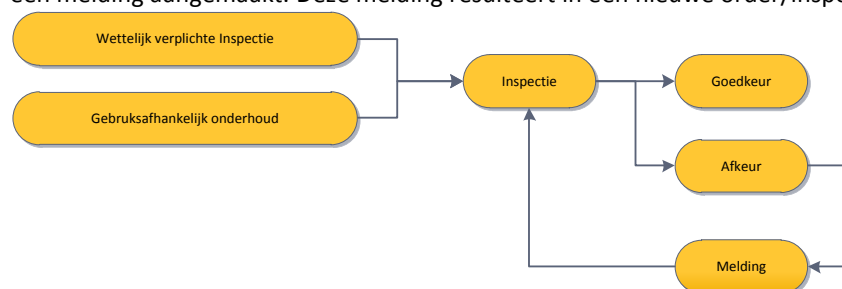 een melding aangemaakt. Deze melding resulteert in een nieuwe order/inspe
Wettelijk verplichte Inspectie
Inspectie
Goedkeur
Gebruksafhankelijk onderhoud
Afkeur
Melding